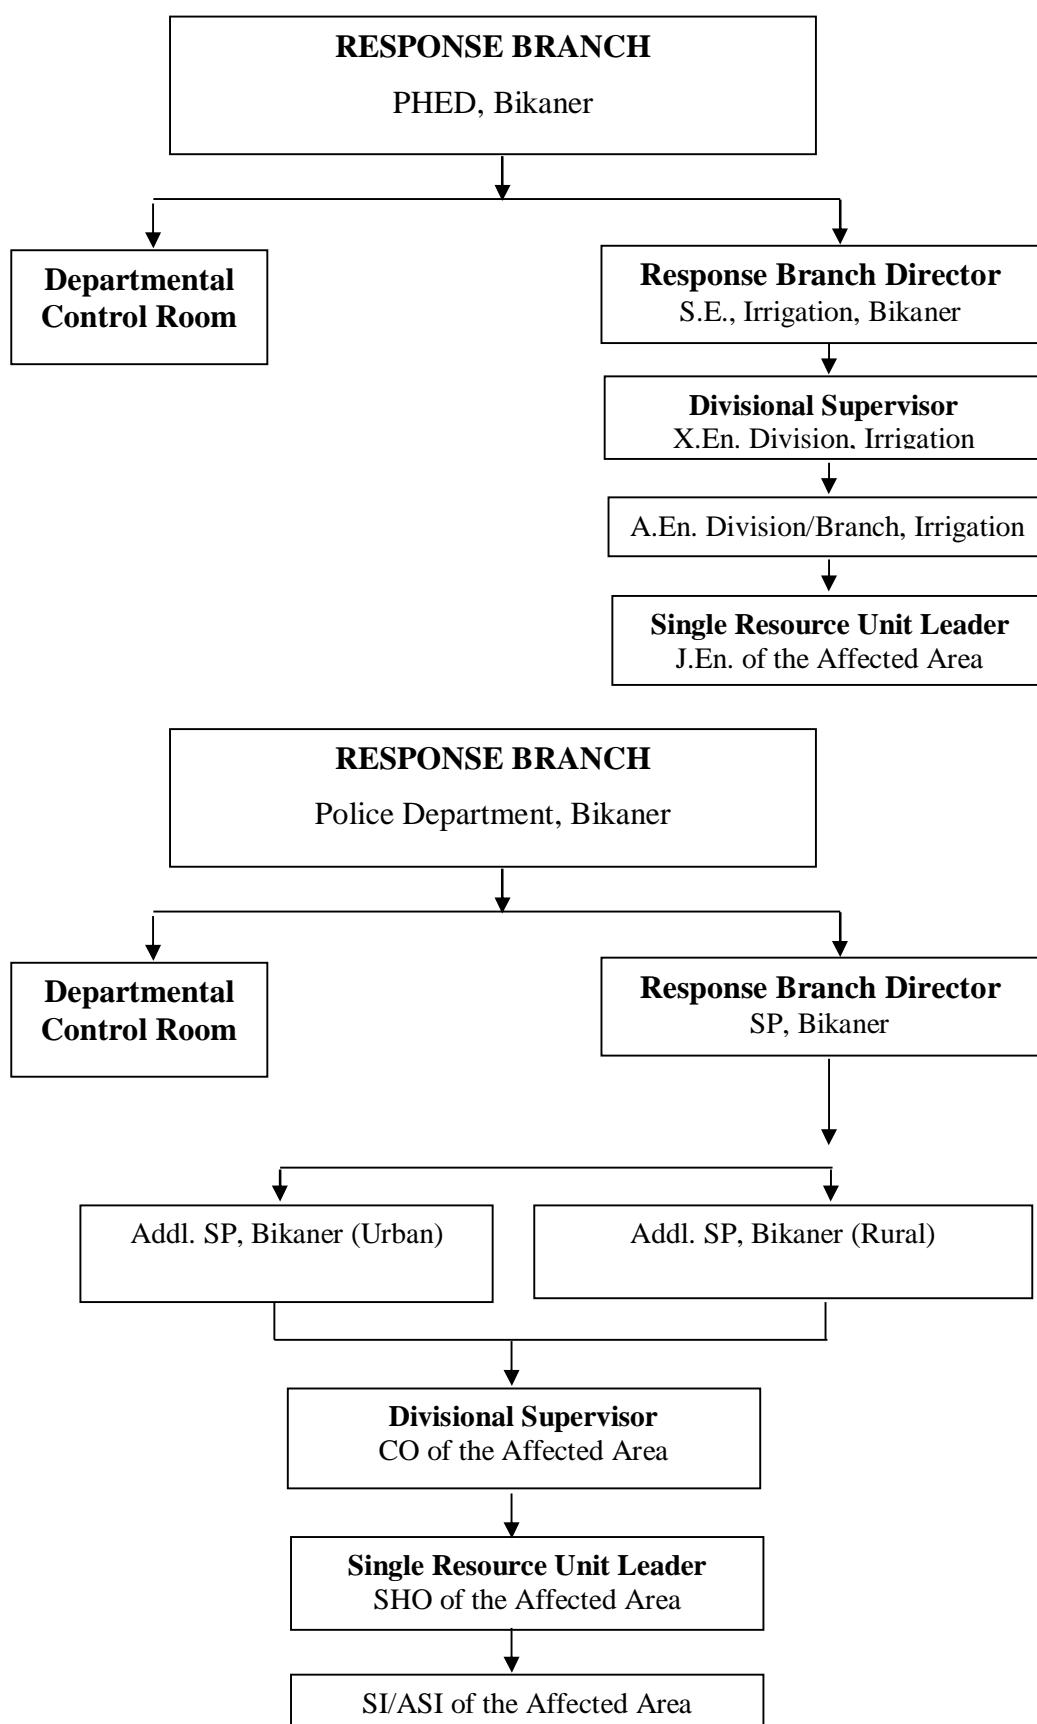 RESPONSE BRANCH
PHED, Bikaner
Departmental
Control Room
Response Branch Director
S.E., Irrigation, Bikaner
Divisional Supervisor
X.En. Division, Irrigation
A.En. Division/Branch, Irrigation
Single Resource Unit Leader
J.En. of the Affected Area
RESPONSE BRANCH
Police Department, Bikaner
Departmental
Control Room
Response Branch Director
SP, Bikaner
Addl. SP, Bikaner (Urban)
Addl. SP, Bikaner (Rural)
Divisional Supervisor
CO of the Affected Area
Single Resource Unit Leader
SHO of the Affected Area
SI/ASI of the Affected Area